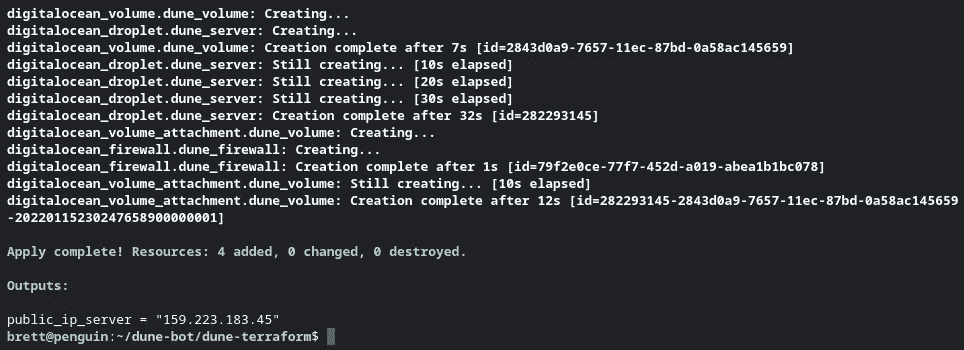 digitalocean_volume.dune_volume: Creating...
digitalocean_droplet.dune_server: Creating...
digitalocean_volume.dune_volume: Creation complete after 7s [id=2843d0a9-7657-11ec-87bd-0a58ac145659]
digitalocean_droplet.dune_server: Still creating... [10s elapsed]
digitalocean_droplet.dune_server: Still creating... [20s elapsed]
digitalocean_droplet.dune_server: Still creating... [30s elapsed]
digitalocean_droplet.dune_server: Creation complete after 32s [id=282293145]
digitalocean_volume_attachment.dune_volume: Creating...
digitalocean_firewall.dune_firewall: Creating...
digitalocean_firewall.dune_firewall: Creation complete after 1s [id=79f2e0ce-77f7-452d-a019-abea1b1bc078]
digitalocean_volume_attachment.dune_volume: Still creating... [10s elapsed]
digitalocean_volume_attachment.dune_volume: Creation complete after 12s [id=282293145-2843d0a9-7657-11ec-87bd-0a58ac145659
-20220115230247658900000001]
Apply complete! Resources: 4 added, 0 changed, 0 destroyed.
Outputs:
public_ip_server = "159.223.183.45"
brett@penguin:~/dune-bot/dune-terraform$